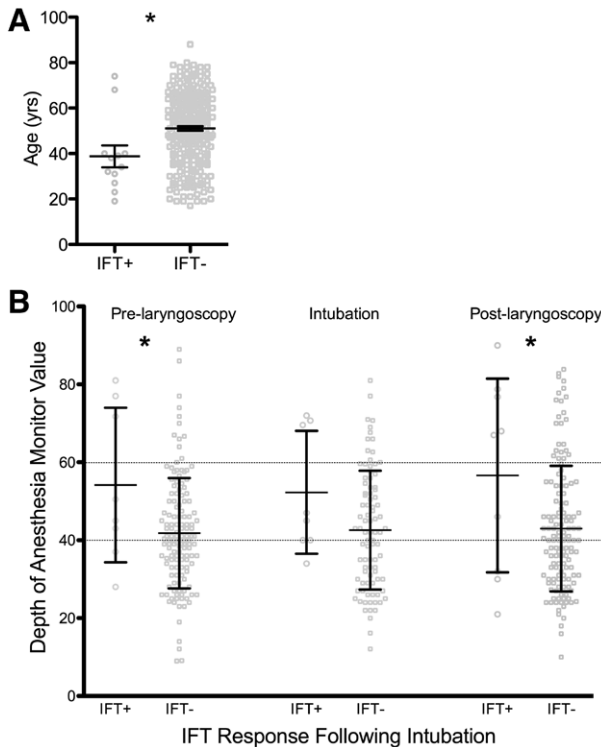 A
*
100
80
60
40
20
0
Age (yrs)
IFT+ IFT-
B
Pre-laryngoscopy Intubation Post-laryngoscopy
* *
100
80
60
40
20
0
Depth of Anesthesia Monitor Value
IFT+ IFT- IFT+ IFT- IFT+ IFT-
IFT Response Following Intubation